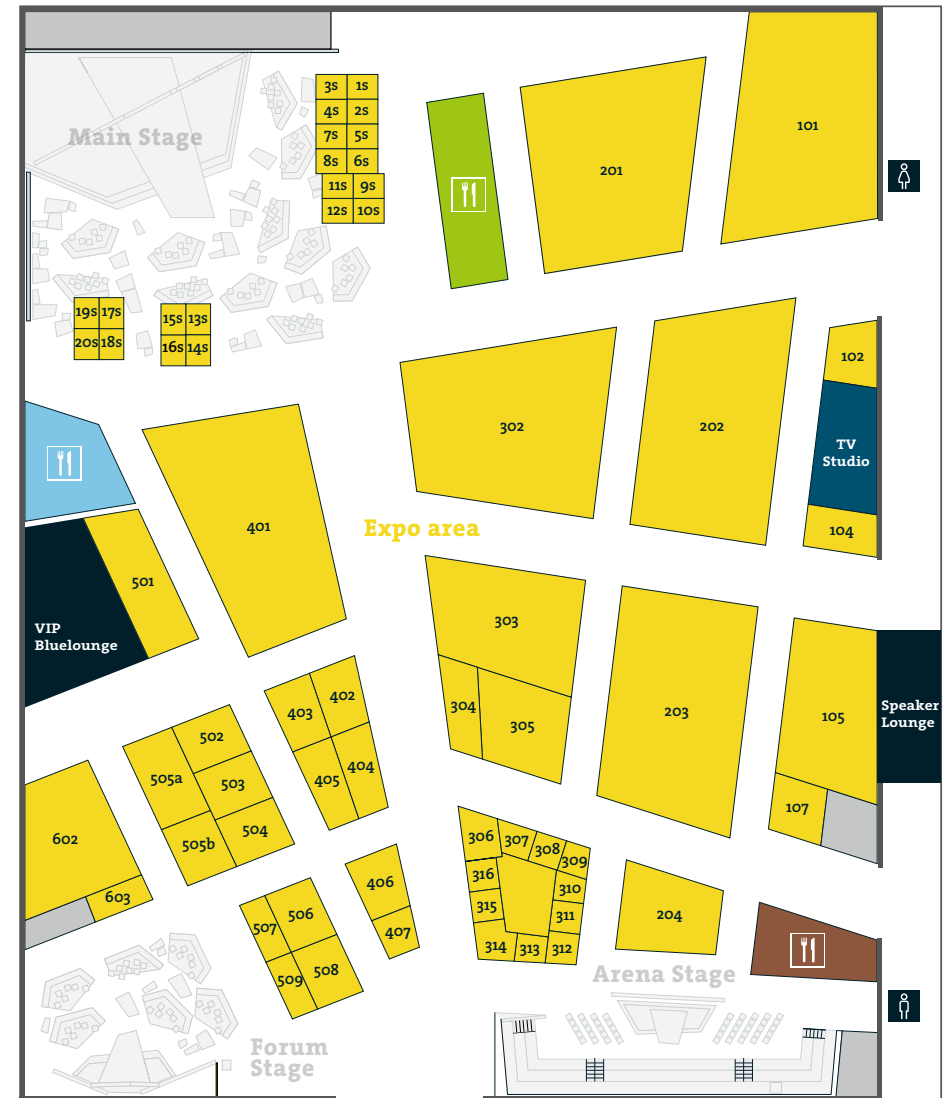 Main Stage
3s 1s
4s 2s
7s 5s
8s 6s
11s 9s
12s 10s
101
201
19s 17s
20s 18s
15s 13s
16s 14s
102
302
202
TV
Studio
401
Expo area
104
501
VIP
Bluelounge
303
304
305
203
105
Speaker
Lounge
403
402
405
404
107
502
505a
503
505b
504
602
603
306
307
308
309
316
310
315
311
314
313
312
406
407
204
507
506
509
508
Arena Stage
Forum
Stage